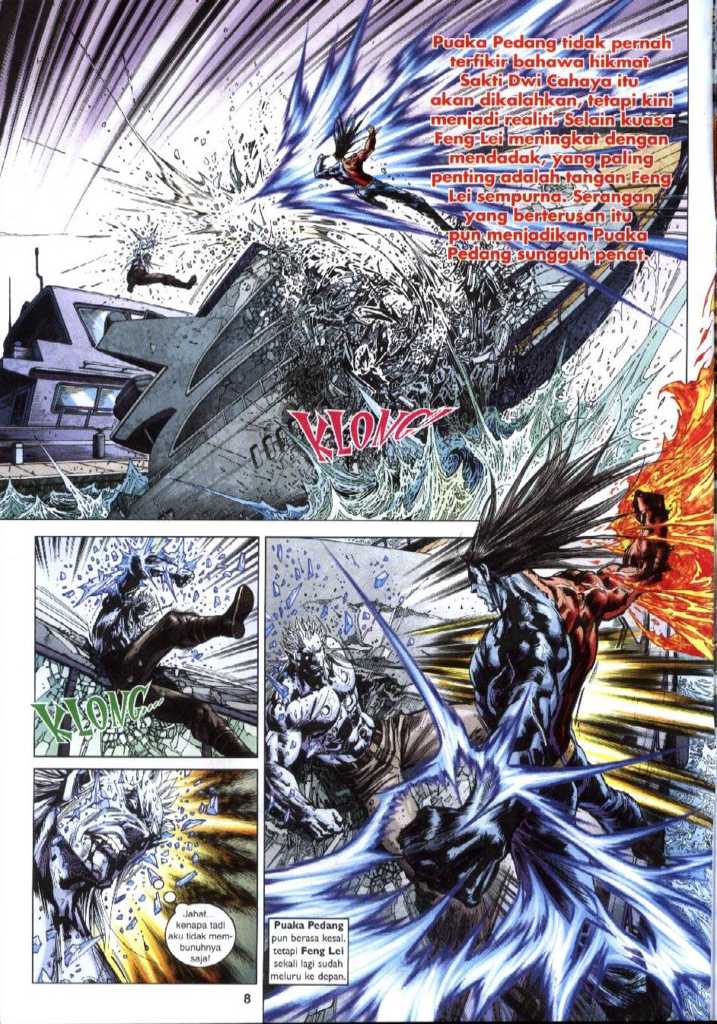 Puaka Pedang tidak pernah
terfikir bahawa hikmat
Sakti Dwi Cahaya itu
akan dikalahkan, tetapi kini
menjadi realiti. Selain kuasa
Feng Lei meningkat dengan
mendadak, yang paling
penting adalah tangan Feng
Lei sempurna. Serangan
yang berterusan itu
pun menjadikan Puaka
Pedang sungguh penat.
KLONG!!
KLONG....
Jahat...
kenapa tadi
aku tidak mem-
bunuhnya
saja!
Puaka Pedang
pun berasa kesal,
tetapi Feng Lei
sekali lagi sudah
meluru ke depan.
8